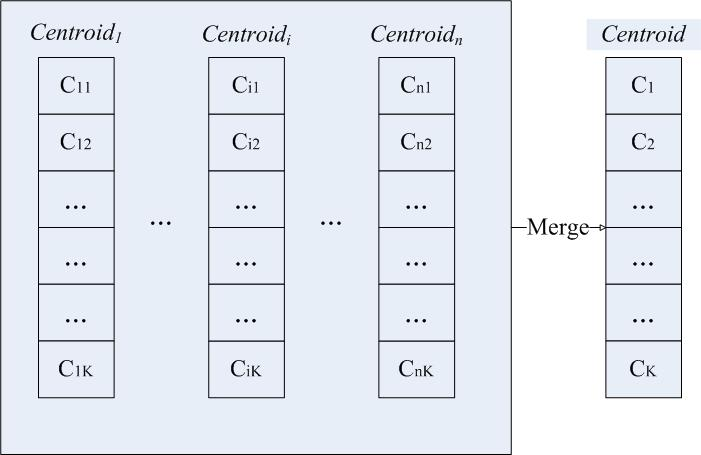 Centroid1 Centroidi Centroidn Centroid
C11 Ci1 Cn1 C1
C12 Ci2 Cn2 C2
... ... ... ...
... ...
Merge
... ... ... ...
... ... ... ...
C1K CiK CnK CK